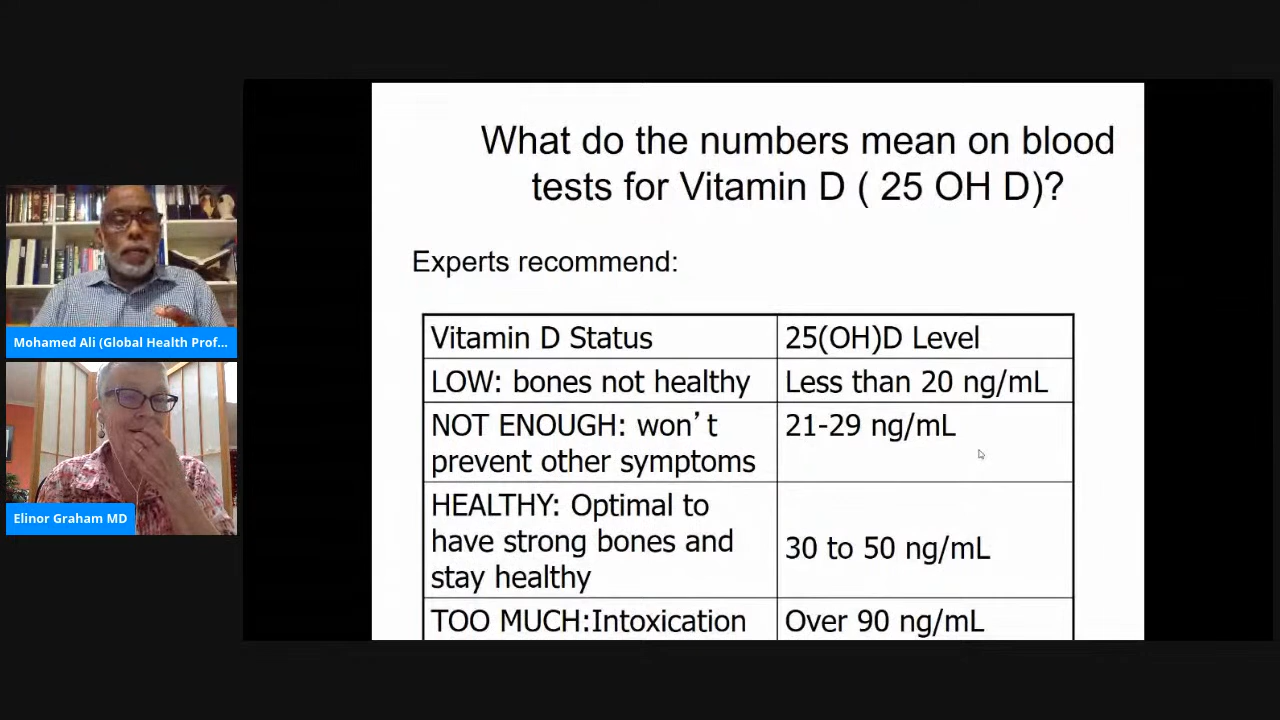 What do the numbers mean on blood
tests for Vitamin D ( 25 OH D)?
Experts recommend:
Vitamin D Status
25(OH)D Level
LOW: bones not healthy
Less than 20 ng/mL
NOT ENOUGH: won’t
prevent other symptoms
21-29 ng/mL
HEALTHY: Optimal to
have strong bones and
stay healthy
30 to 50 ng/mL
TOO MUCH:Intoxication
Over 90 ng/mL
Mohamed Ali (Global Health Prof...
Elinor Graham MD